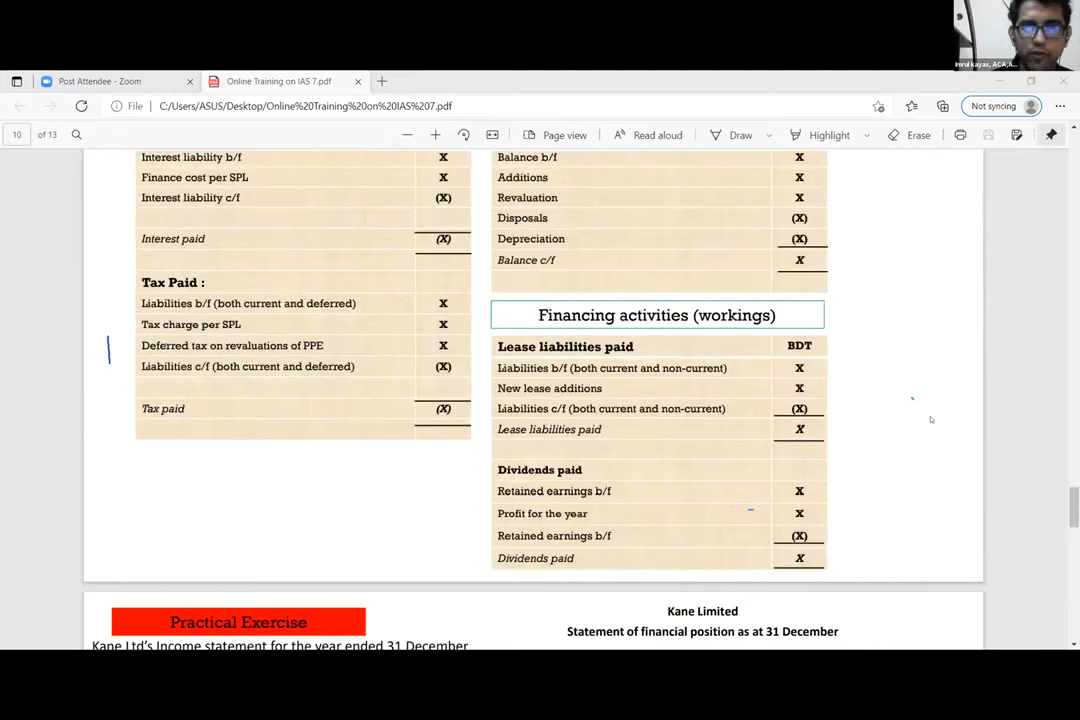 Imrul kayas, ACA,A...
Post Attendee - Zoom
Online Training on IAS 7.pdf
File
C:/Users/ASUS/Desktop/Online%20Training%20on%20IAS%207.pdf
Not syncing
10 of 13
Page view
Read aloud
Draw
Highlight
Erase
Interest liability b/f X
Finance cost per SPL X
Interest liability c/f (X)
Interest paid (X)
Tax Paid :
Liabilities b/f (both current and deferred) X
Tax charge per SPL X
Deferred tax on revaluations of PPE X
Liabilities c/f (both current and deferred) (X)
Tax paid (X)
Balance b/f X
Additions X
Revaluation X
Disposals (X)
Depreciation (X)
Balance c/f X
Financing activities (workings)
Lease liabilities paid BDT
Liabilities b/f (both current and non-current) X
New lease additions X
Liabilities c/f (both current and non-current) (X)
Lease liabilities paid X
Dividends paid
Retained earnings b/f X
Profit for the year X
Retained earnings b/f (X)
Dividends paid X
Practical Exercise
Kane Ltd's Income statement for the year ended 31 December
Kane Limited
Statement of financial position as at 31 December